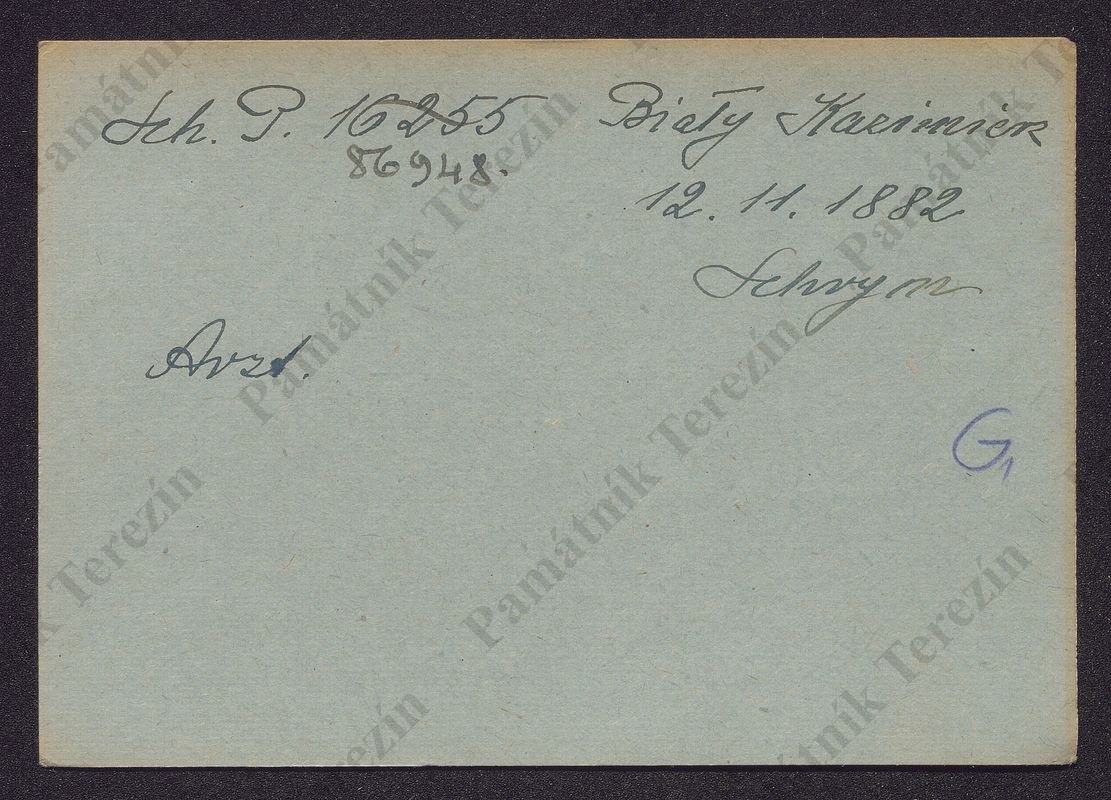 Sch. P. 16255 Biały Kazimierz
86948.
12. 11. 1882
Schrym
Arzt.
G1
Památník Terezín